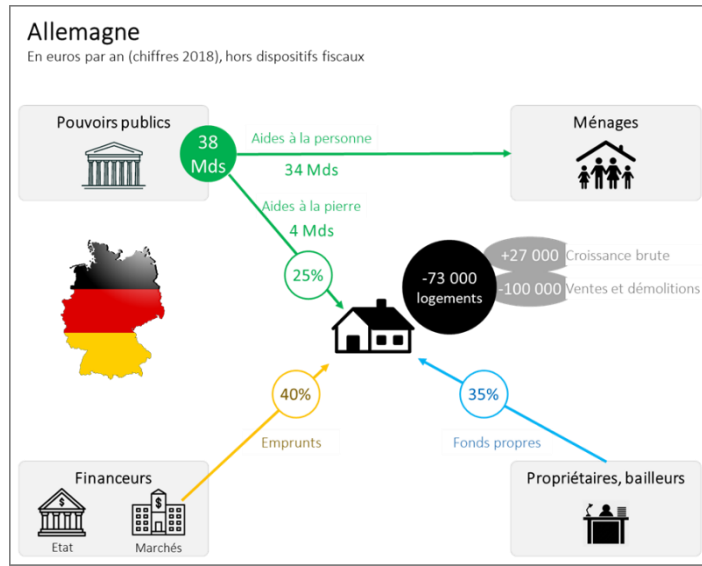 Allemagne
En euros par an (chiffres 2018), hors dispositifs fiscaux
Pouvoirs publics
38
Mds
Aides à la personne
34 Mds
Ménages
Aides à la pierre
4 Mds
25%
-73 000
logements
+27 000
Croissance brute
-100 000
Ventes et démolitions
40%
Emprunts
35%
Fonds propres
Financeurs
$
$
Etat
Marchés
Propriétaires, bailleurs